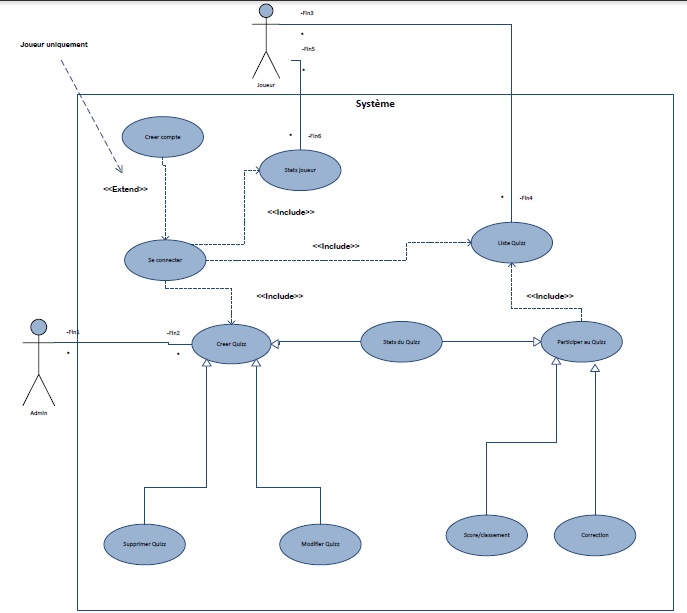 -Fin3
*
Joueur uniquement
-Fin5
*
Joueur
Système
Creer compte
*
-Fin6
Stats joueur
<<Extend>>
*
-Fin4
<<Include>>
Se connecter
<<Include>>
Liste Quizz
<<Include>>
<<Include>>
-Fin1
*
-Fin2
*
Creer Quizz
Stats du Quizz
Participer au Quizz
Admin
Supprimer Quizz
Modifier Quizz
Score/classement
Correction